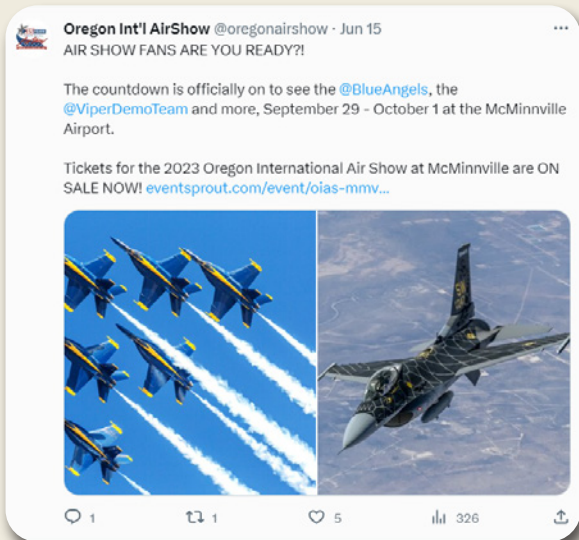 Oregon Int'l AirShow @oregonairshow · Jun 15 ...
AIR SHOW FANS ARE YOU READY?!
The countdown is officially on to see the @BlueAngels, the
@ViperDemoTeam and more, September 29 - October 1 at the McMinnville
Airport.
Tickets for the 2023 Oregon International Air Show at McMinnville are ON
SALE NOW! eventsprout.com/event/oias-mmv...
1 1 5 326